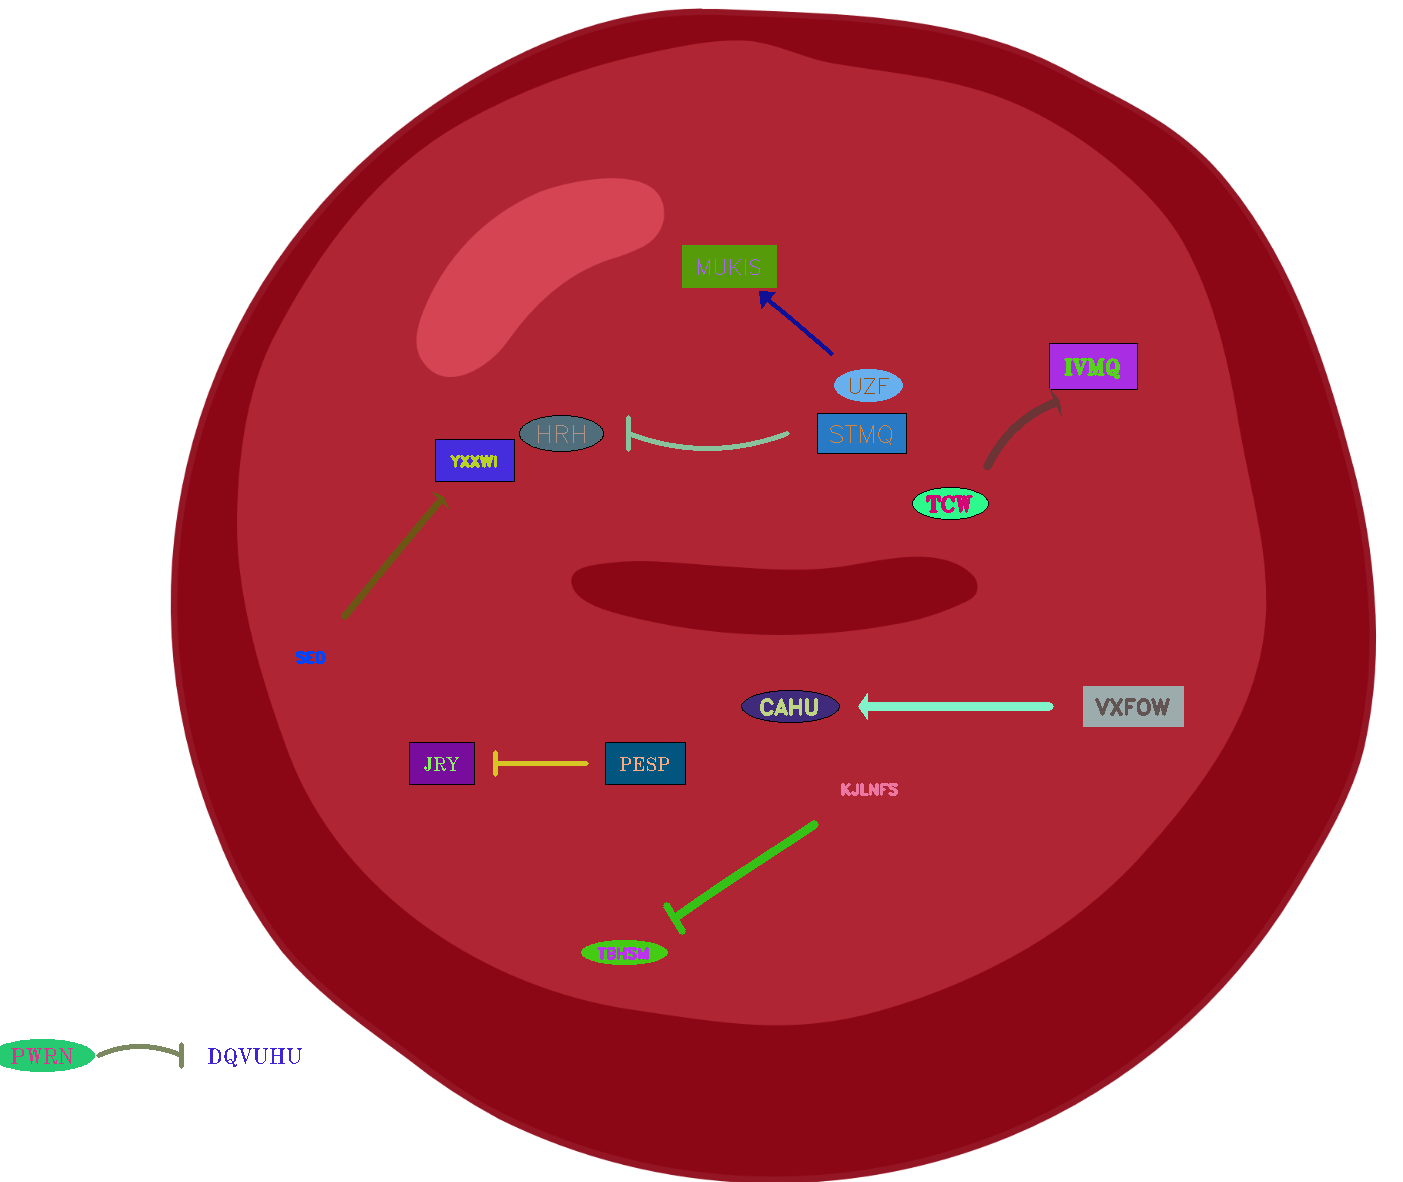 MUKIS
IVMQ
UZF
HRH
STMQ
YXXWI
TCW
SED
CAHU
VXFOW
JRY
PESP
KJLNFS
TBHSM
PWRN
DQVUHU